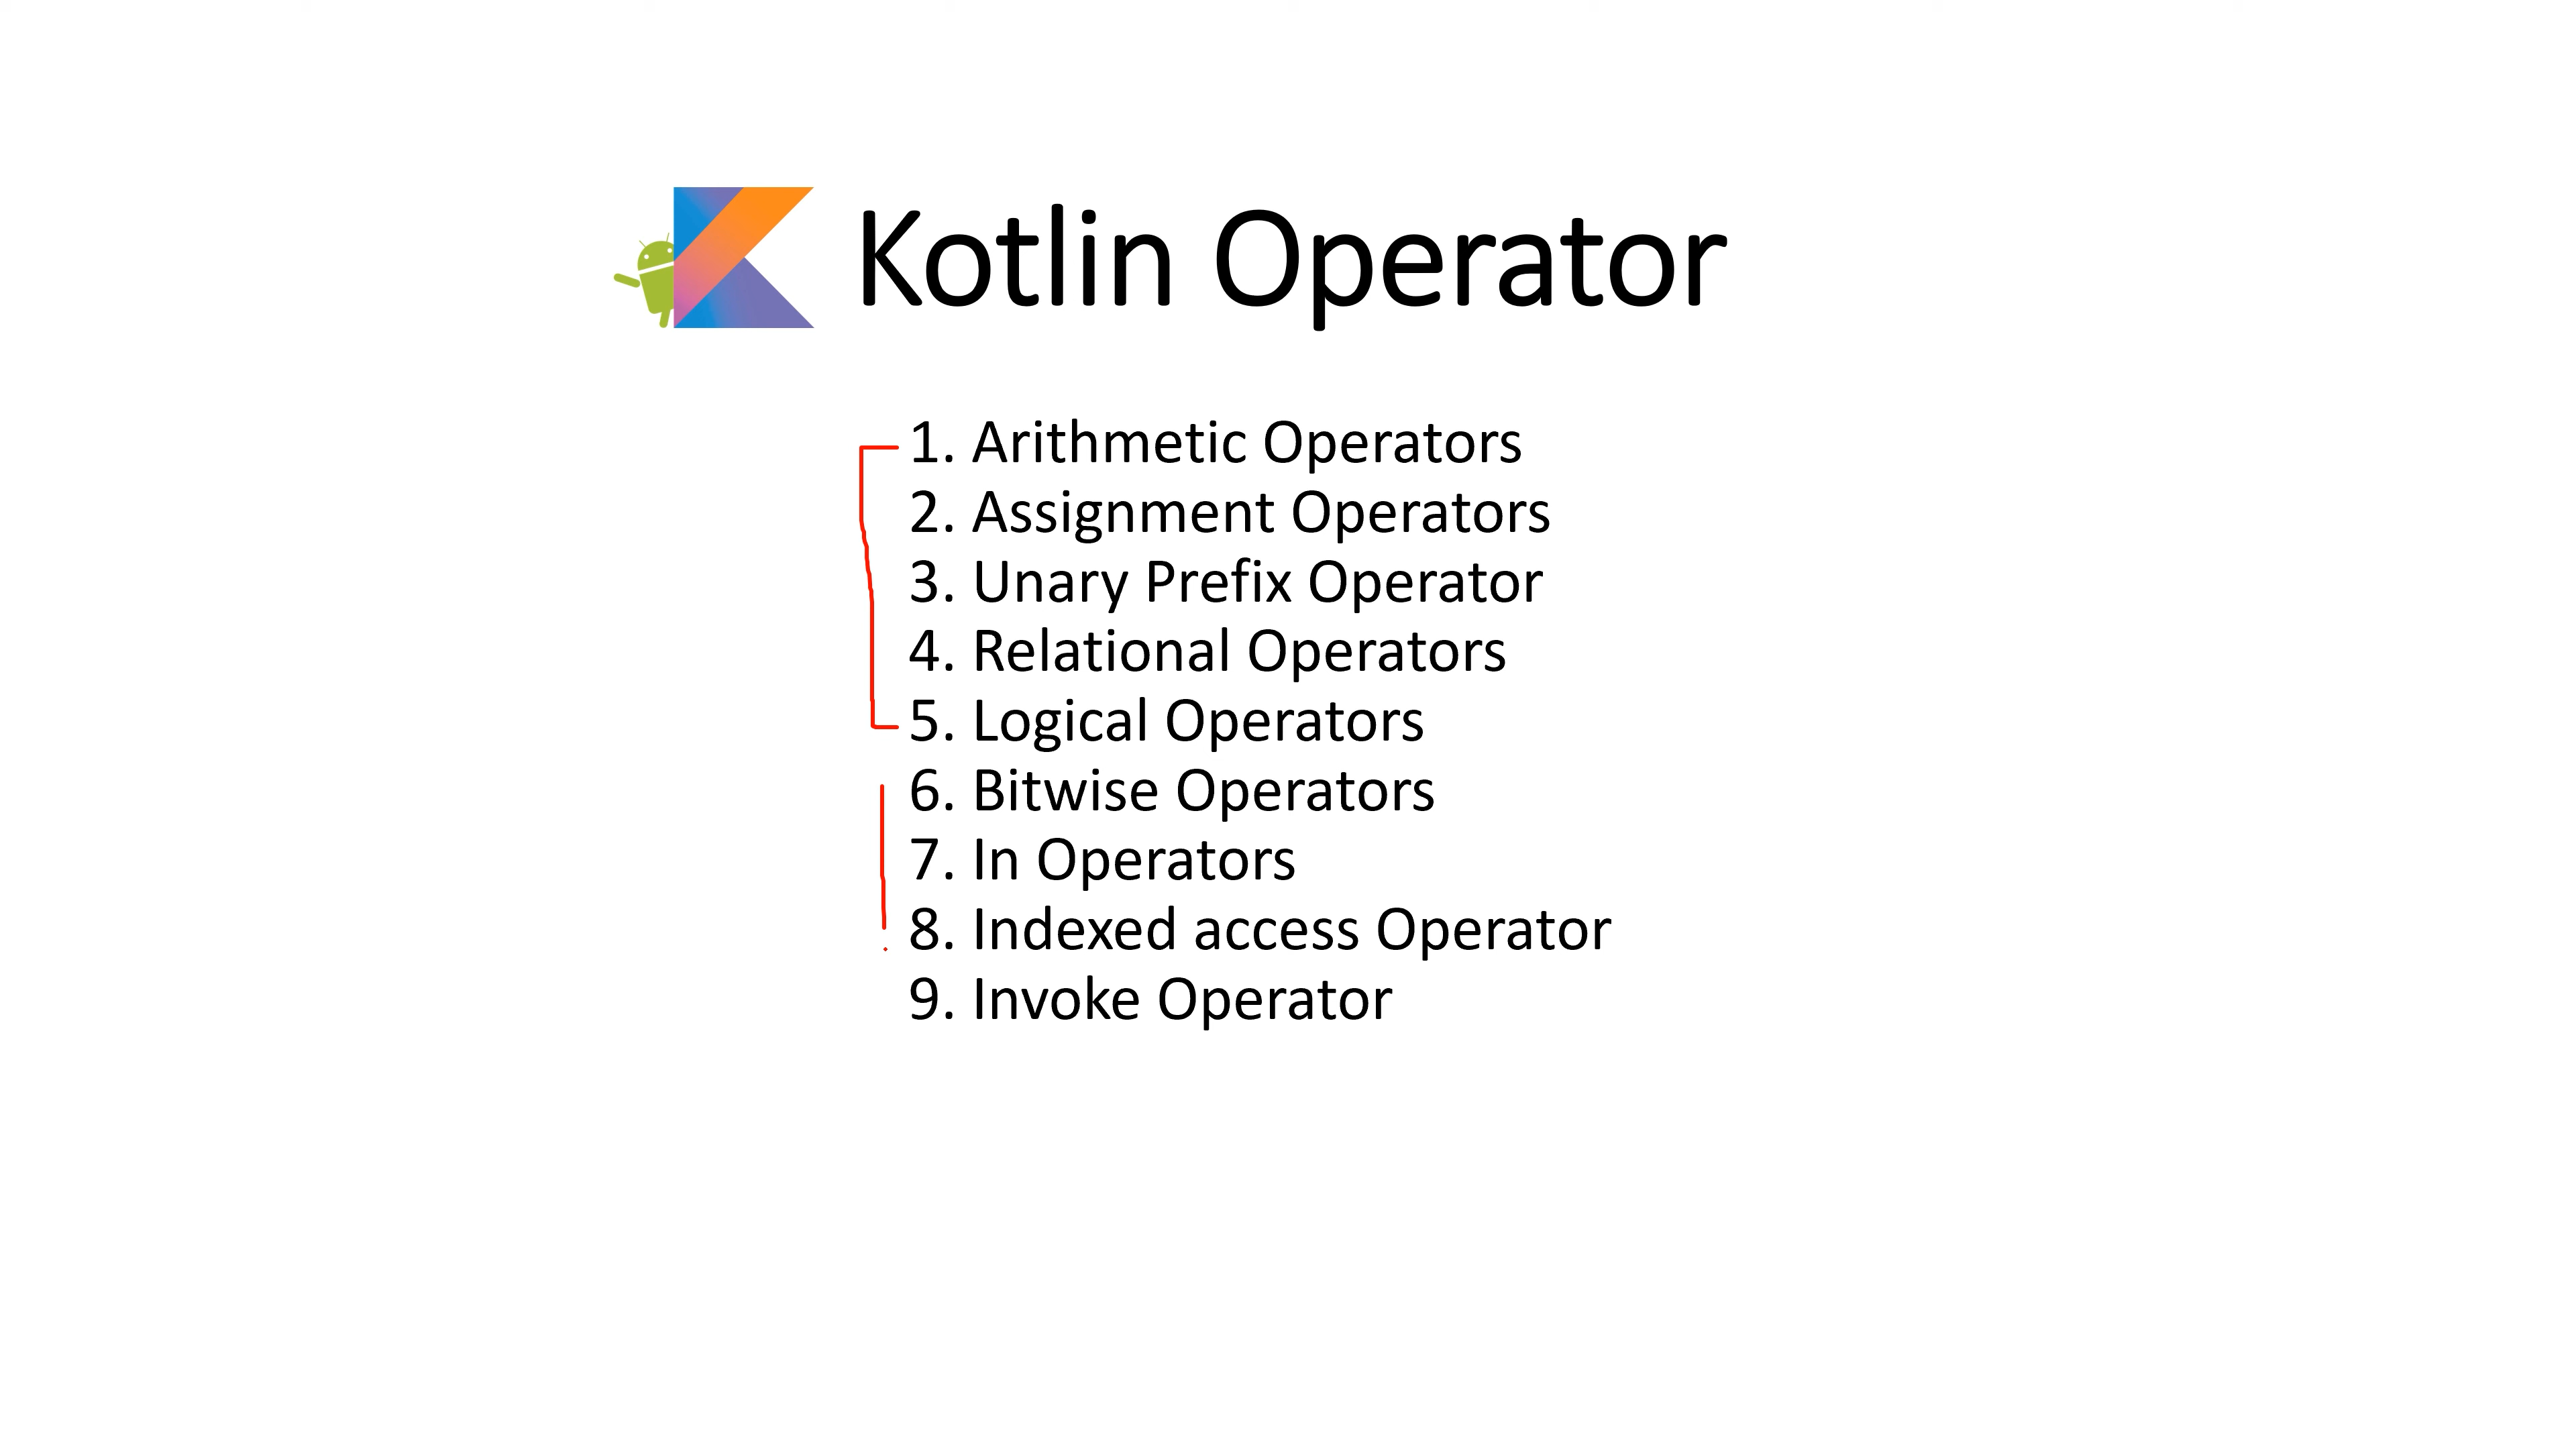 Kotlin Operator
1. Arithmetic Operators
2. Assignment Operators
3. Unary Prefix Operator
4. Relational Operators
5. Logical Operators
6. Bitwise Operators
7. In Operators
8. Indexed access Operator
9. Invoke Operator